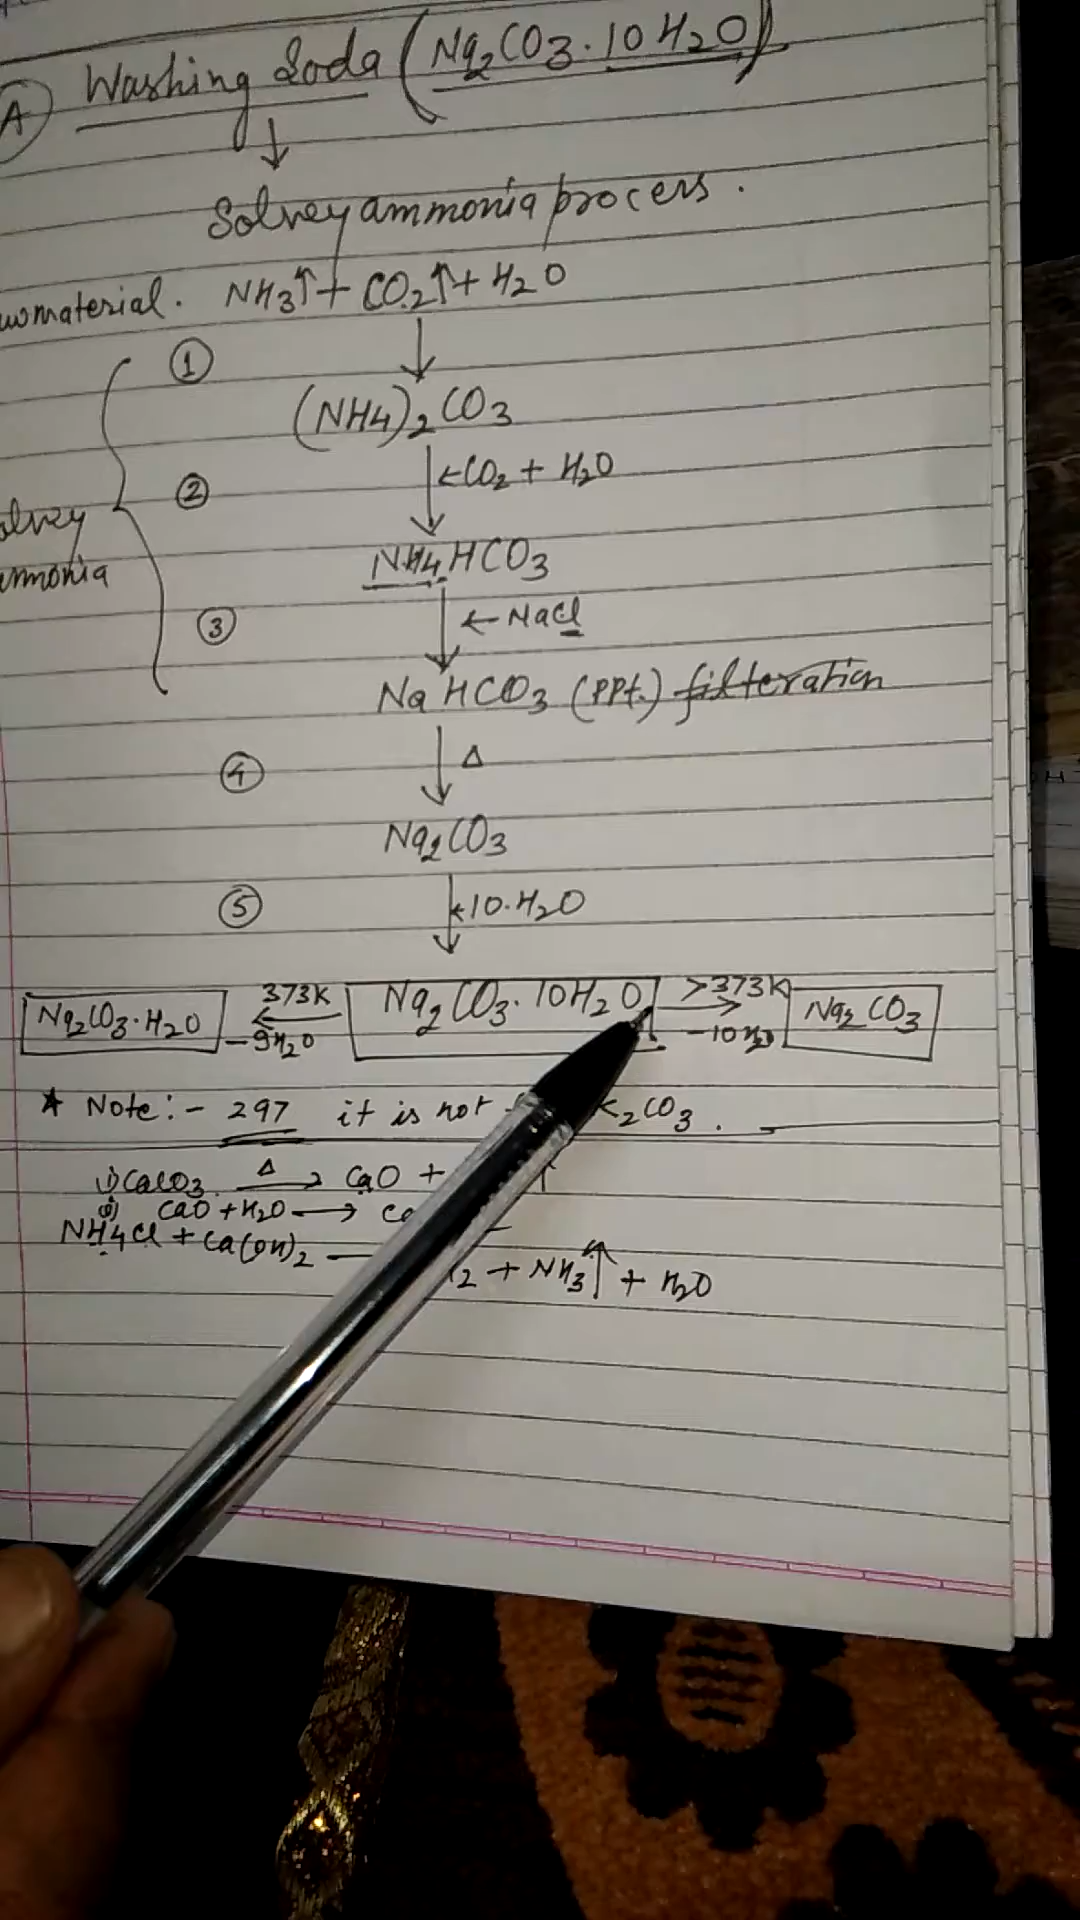 A Washing Soda (Na2CO3.10H2O)
↓
Solvey ammonia process.
material. NH3↑ + CO2↑ + H2O
① ↓
(NH4)2CO3
② ↓ ← CO2 + H2O
NH4HCO3
③ ↓ ← NaCl
NaHCO3 (PPt.) filteration
④ ↓ Δ
Na2CO3
⑤ ↓ ← 10.H2O
Na2CO3.H2O ← 373K -9H2O Na2CO3.10H2O >373K → -10H2O Na2CO3
★ Note:- 297 it is not K2CO3.
i) CaCO3 Δ → CaO +
ii) CaO + H2O → Ca
NH4Cl + Ca(OH)2 — 2 + NH3↑ + H2O